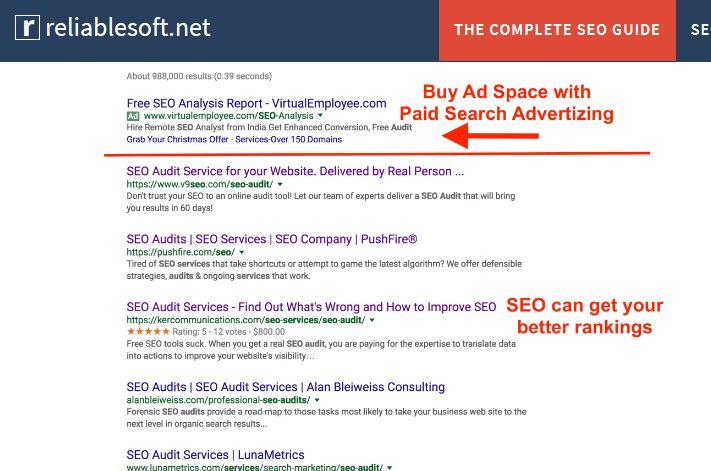 r reliablesoft.net
THE COMPLETE SEO GUIDE
SE
About 988,000 results (0.39 seconds)
Buy Ad Space with
Paid Search Advertizing
Free SEO Analysis Report - VirtualEmployee.com
Ad www.virtualemployee.com/SEO-Analysis
Hire Remote SEO Analyst from India Get Enhanced Conversion, Free Audit
Grab Your Christmas Offer · Services-Over 150 Domains
SEO Audit Service for your Website. Delivered by Real Person ...
https://www.v9seo.com/seo-audit/
Don't trust your SEO to an online audit tool! Let our team of experts deliver a SEO Audit that will bring
you results in 60 days!
SEO Audits | SEO Services | SEO Company | PushFire®
https://pushfire.com/seo/
Tired of SEO services that take shortcuts or attempt to game the latest algorithm? We offer defensible
strategies, audits & ongoing services that work.
SEO Audit Services - Find Out What's Wrong and How to Improve SEO
https://kercommunications.com/seo-services/seo-audit/
Rating: 5 - 12 votes - $800.00
Free SEO tools suck. When you get a real SEO audit, you are paying for the expertise to translate data
into actions to improve your website's visibility…
SEO can get your
better rankings
SEO Audits | SEO Audit Services | Alan Bleiweiss Consulting
alanbleiweiss.com/professional-seo-audits/
Forensic SEO audits provide a road-map to those tasks most likely to take your business web site to the
next level in organic search results...
SEO Audit Services | LunaMetrics
www.lunametrics.com/services/search-marketing/seo-audit/